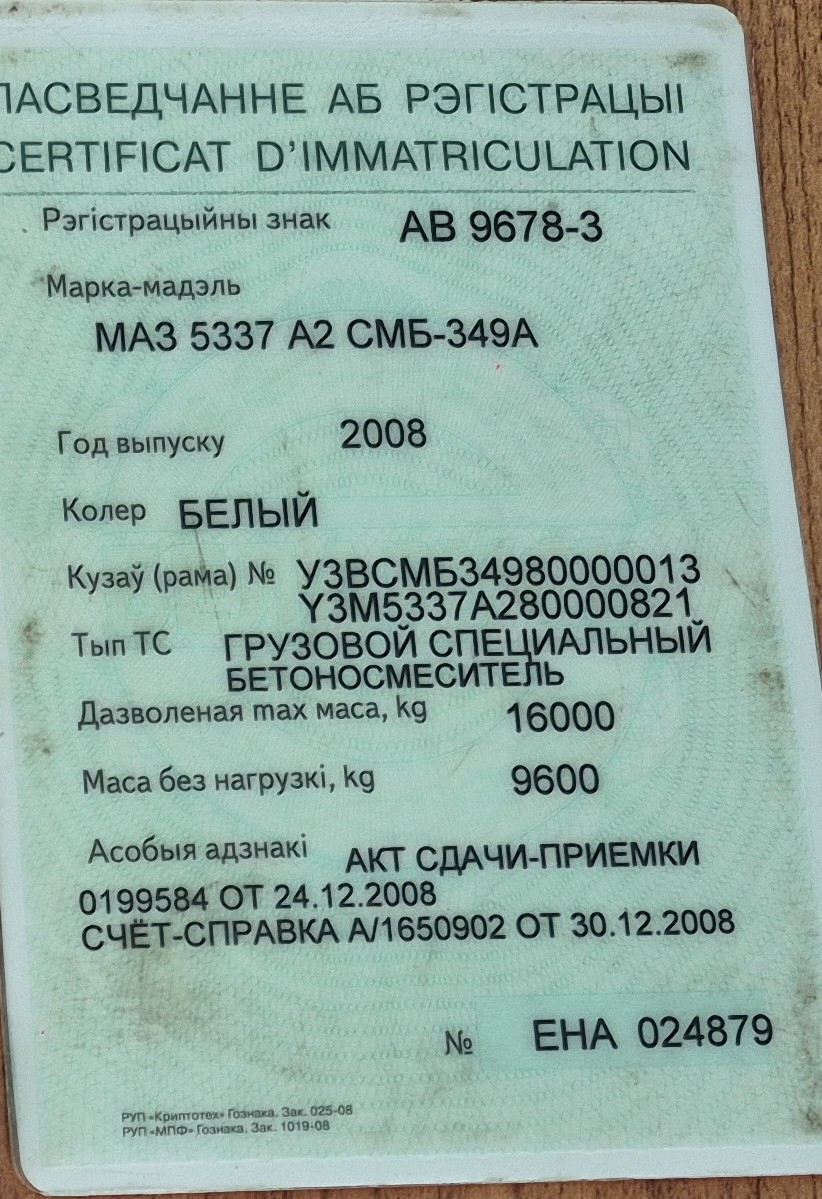 ПАСВЕДЧАННЕ АБ РЭГІСТРАЦЫІ
CERTIFICAT D'IMMATRICULATION
Рэгістрацыйны знак АВ 9678-3
Марка-мадэль
МАЗ 5337 А2 СМБ-349А
Год выпуску 2008
Колер БЕЛЫЙ
Кузаў (рама) № У3ВСМБ34980000013
Y3M5337A280000821
Тып ТС ГРУЗОВОЙ СПЕЦИАЛЬНЫЙ
БЕТОНОСМЕСИТЕЛЬ
Дазволеная max маса, kg 16000
Маса без нагрузкі, kg 9600
Асобыя адзнакі АКТ СДАЧИ-ПРИЕМКИ
0199584 ОТ 24.12.2008
СЧЁТ-СПРАВКА А/1650902 ОТ 30.12.2008
№ ЕНА 024879
РУП «Криптотех» Гознака. Зак. 025-08
РУП «МПФ» Гознака. Зак. 1019-08